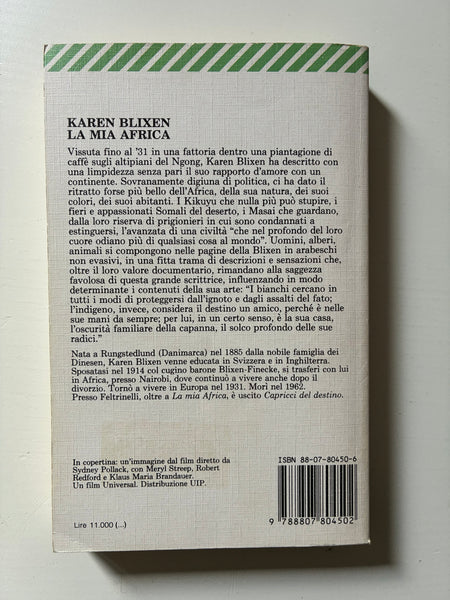 KAREN BLIXEN
LA MIA AFRICA
Vissuta fino al '31 in una fattoria dentro una piantagione di
caffè sugli altipiani del Ngong, Karen Blixen ha descritto con
una limpidezza senza pari il suo rapporto d'amore con un
continente. Sovranamente digiuna di politica, ci ha dato il
ritratto forse più bello dell'Africa, della sua natura, dei suoi
colori, dei suoi abitanti. I Kikuyu che nulla più può stupire, i
fieri e appassionati Somali del deserto, i Masai che guardano,
dalla loro riserva di prigionieri in cui sono condannati a
estinguersi, l'avanzata di una civiltà “che nel profondo del loro
cuore odiano più di qualsiasi cosa al mondo”. Uomini, alberi,
animali si compongono nelle pagine della Blixen in arabeschi
non evasivi, in una fitta trama di descrizioni e sensazioni che,
oltre il loro valore documentario, rimandano alla saggezza
favolosa di questa grande scrittrice, influenzando in modo
determinante i contenuti della sua arte: “I bianchi cercano in
tutti i modi di proteggersi dall'ignoto e dagli assalti del fato;
l'indigeno, invece, considera il destino un amico, perché è nelle
sue mani da sempre; per lui, in un certo senso, è la sua casa,
l'oscurità familiare della capanna, il solco profondo delle sue
radici.”
Nata a Rungstedlund (Danimarca) nel 1885 dalla nobile famiglia dei
Dinesen, Karen Blixen venne educata in Svizzera e in Inghilterra.
Sposatasi nel 1914 col cugino barone Blixen-Finecke, si trasferì con lui
in Africa, presso Nairobi, dove continuò a vivere anche dopo il
divorzio. Tornò a vivere in Europa nel 1931. Morì nel 1962.
Presso Feltrinelli, oltre a La mia Africa, è uscito Capricci del destino.
In copertina: un'immagine dal film diretto da
Sydney Pollack, con Meryl Streep, Robert
Redford e Klaus Maria Brandauer.
Un film Universal. Distribuzione UIP.
Lire 11.000 (...)
ISBN 88-07-80450-6
9 788807 804502